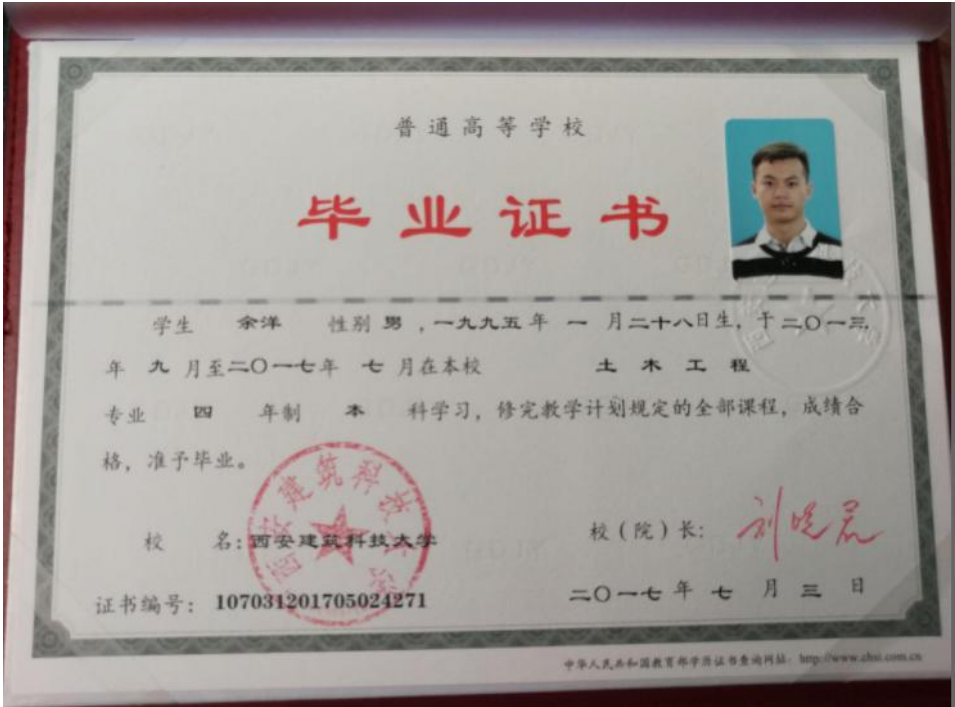 普通高等学校
毕业证书
学生 余洋 性别 男，一九九五年 一 月二十八日生，于二〇一三
年 九 月至二〇一七年 七 月在本校 土木工程
专业 四 年制 本 科学习，修完教学计划规定的全部课程，成绩合
格，准予毕业。
校 名：西安建筑科技大学
校（院）长： 刘晓君
证书编号： 107031201705024271
二〇一七年 七 月 三 日
中华人民共和国教育部学历证书查询网站：http://www.chsi.com.cn